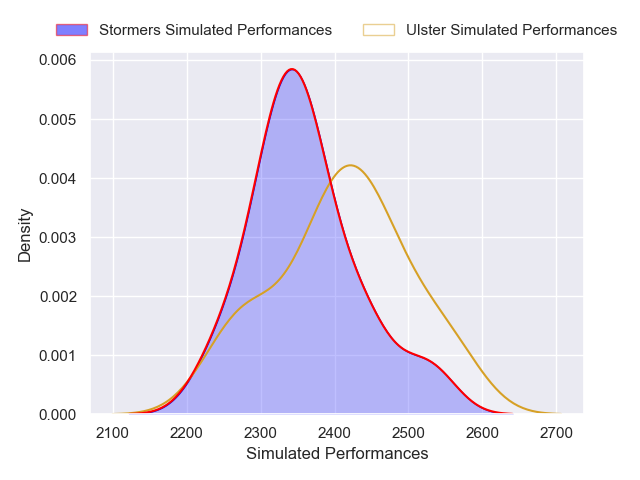 Stormers Simulated Performances
Ulster Simulated Performances
0.006
0.005
0.004
0.003
0.002
0.001
0.000
Density
2100 2200 2300 2400 2500 2600 2700
Simulated Performances